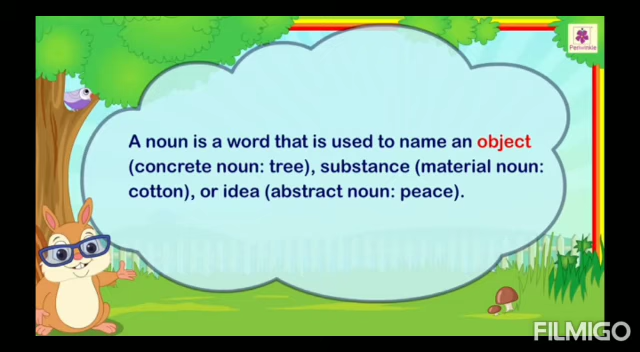 Periwinkle
A noun is a word that is used to name an object
(concrete noun: tree), substance (material noun:
cotton), or idea (abstract noun: peace).
FILMIGO